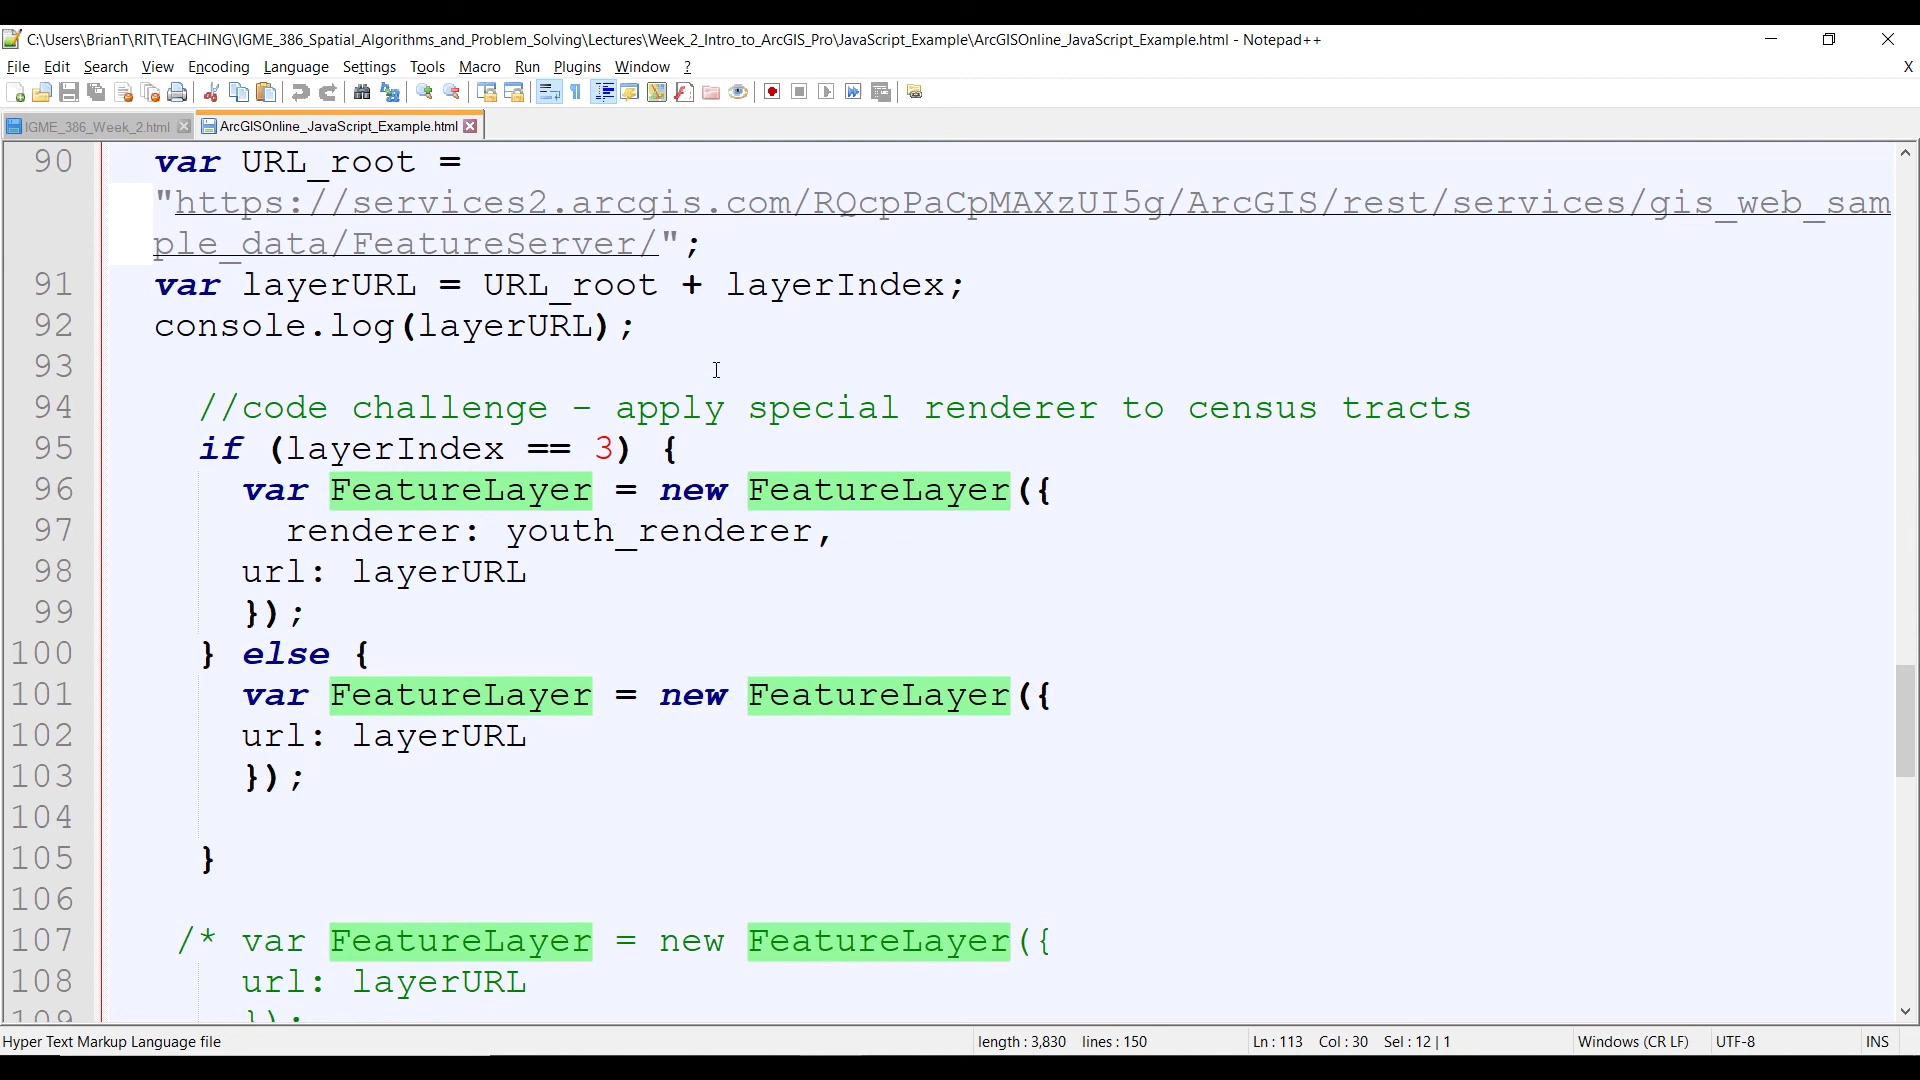 C:\Users\BrianT\RIT\TEACHING\IGME_386_Spatial_Algorithms_and_Problem_Solving\Lectures\Week_2_Intro_to_ArcGIS_Pro\JavaScript_Example\ArcGISOnline_JavaScript_Example.html - Notepad++
File Edit Search View Encoding Language Settings Tools Macro Run Plugins Window ? X
IGME_386_Week_2.html ArcGISOnline_JavaScript_Example.html
90 var URL_root =
"https://services2.arcgis.com/RQcpPaCpMAXzUI5g/ArcGIS/rest/services/gis_web_sam
ple_data/FeatureServer/";
91 var layerURL = URL_root + layerIndex;
92 console.log(layerURL);
93
94 //code challenge - apply special renderer to census tracts
95 if (layerIndex == 3) {
96 var FeatureLayer = new FeatureLayer({
97 renderer: youth_renderer,
98 url: layerURL
99 });
100 } else {
101 var FeatureLayer = new FeatureLayer({
102 url: layerURL
103 });
104
105 }
106
107 /* var FeatureLayer = new FeatureLayer({
108 url: layerURL
109 });
Hyper Text Markup Language file length : 3,830 lines : 150 Ln : 113 Col : 30 Sel : 12 | 1 Windows (CR LF) UTF-8 INS